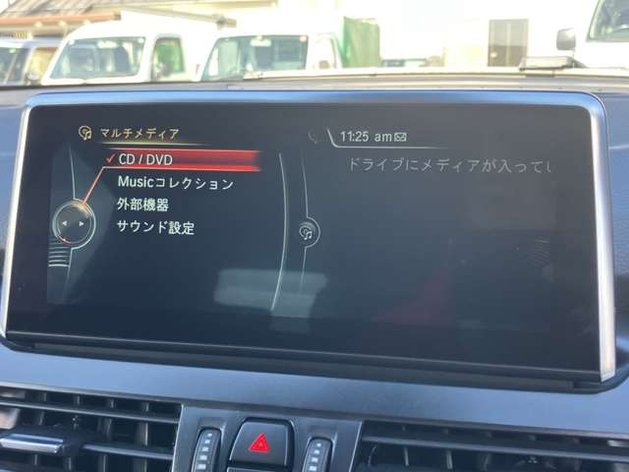 マルチメディア
11:25 am
CD / DVD
ドライブにメディアが入ってい
Musicコレクション
外部機器
サウンド設定